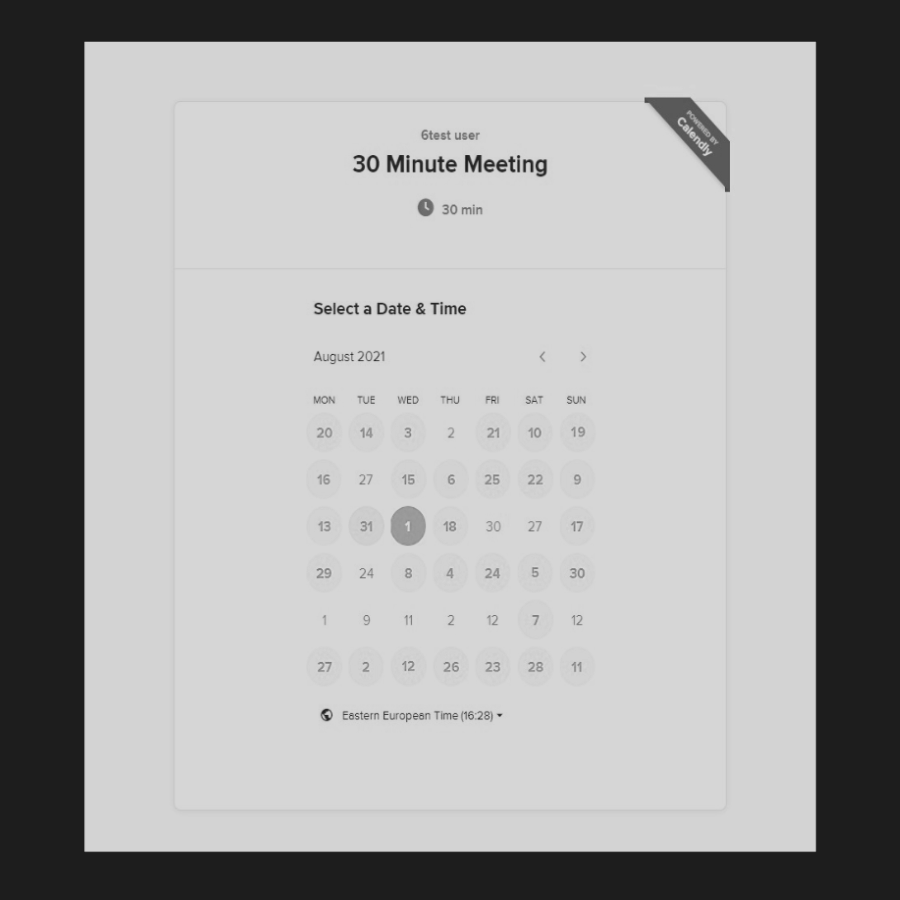 6test user
POWERED BY
Calendly
30 Minute Meeting
30 min
Select a Date & Time
August 2021
MON TUE WED THU FRI SAT SUN
20 14 3 2 21 10 19
16 27 15 6 25 22 9
13 31 1 18 30 27 17
29 24 8 4 24 5 30
1 9 11 2 12 7 12
27 2 12 26 23 28 11
Eastern European Time (16:28)